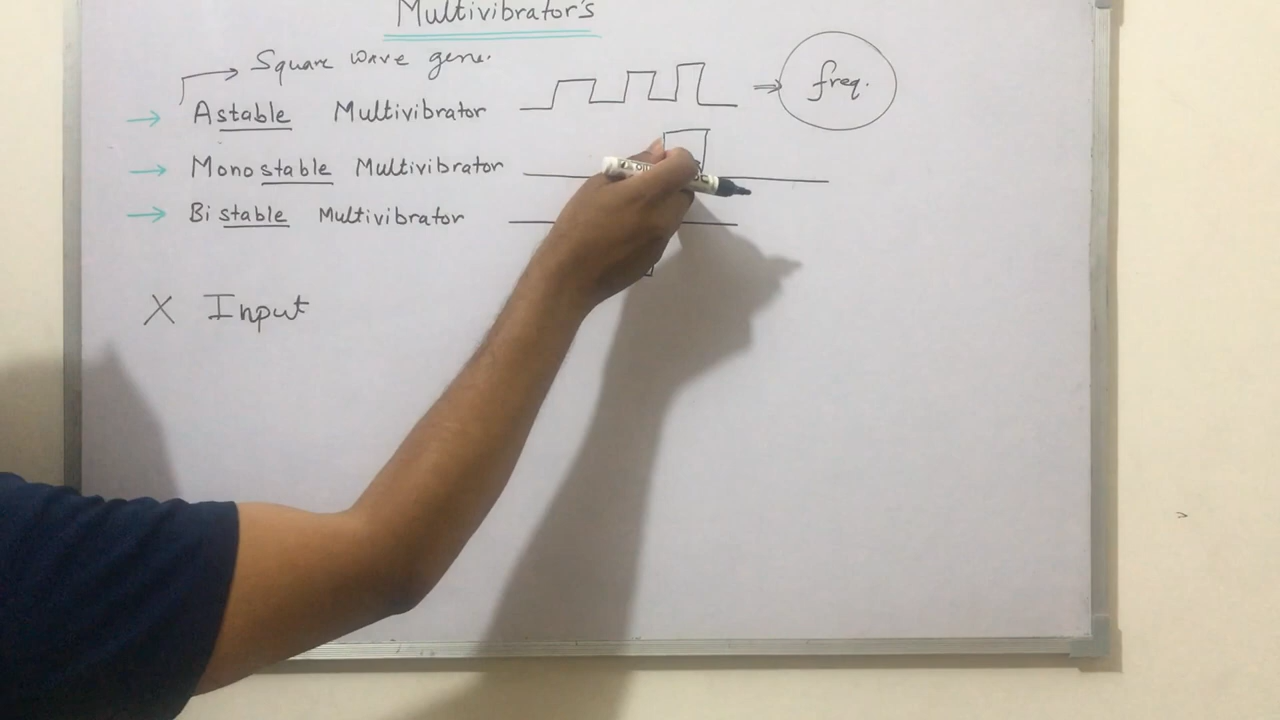 Multivibrator's
Square wave gene.
Astable Multivibrator
freq.
Monostable Multivibrator
Bistable Multivibrator
X Input